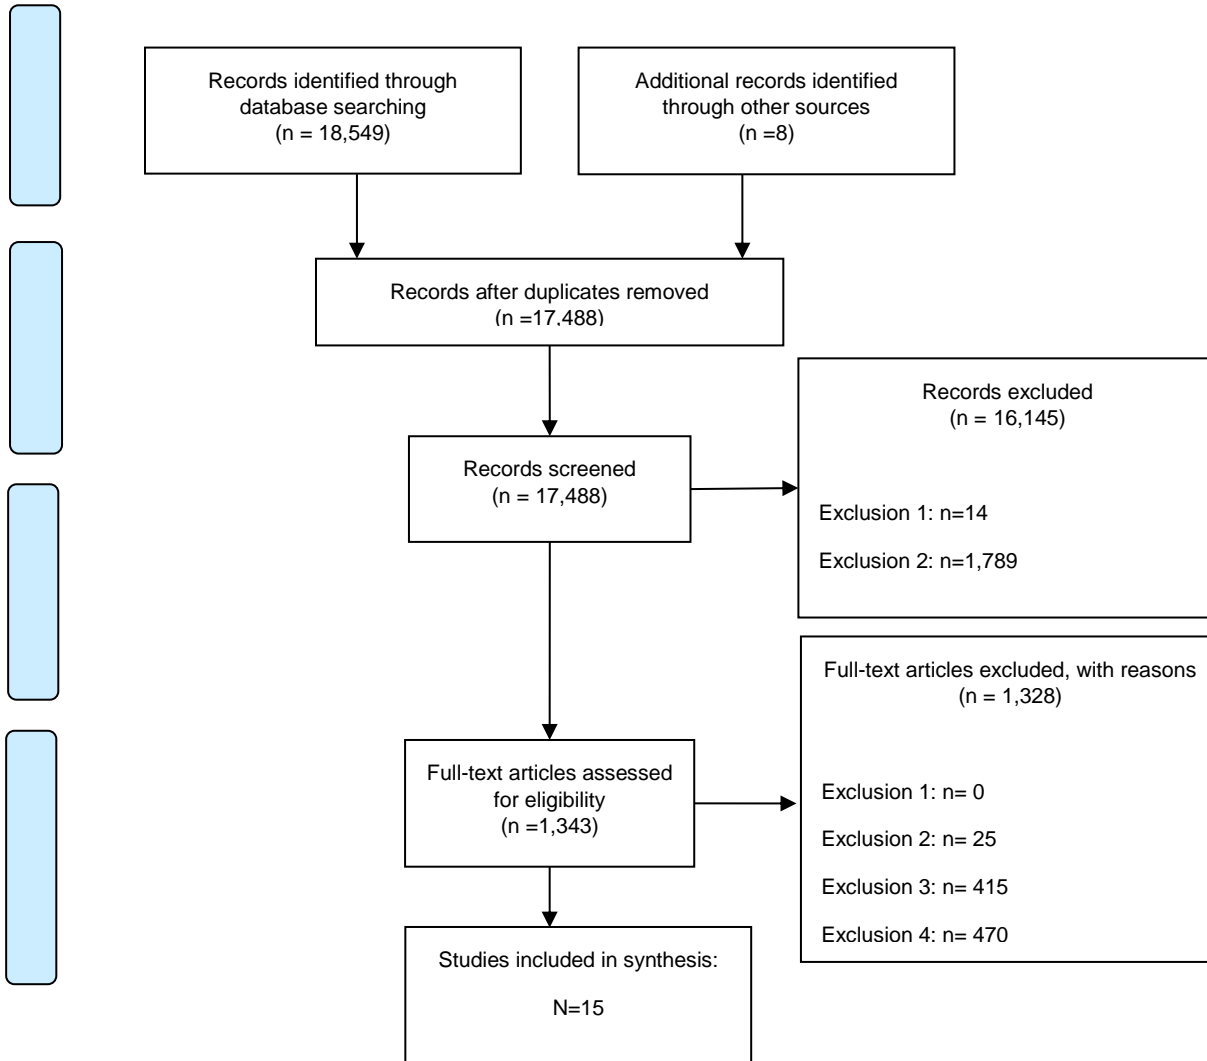 Records identified through
database searching
(n = 18,549)
Additional records identified
through other sources
(n =8)
Records after duplicates removed
(n =17,488)
Records screened
(n = 17,488)
Records excluded
(n = 16,145)
Exclusion 1: n=14
Exclusion 2: n=1,789
Full-text articles assessed
for eligibility
(n =1,343)
Full-text articles excluded, with reasons
(n = 1,328)
Exclusion 1: n= 0
Exclusion 2: n= 25
Exclusion 3: n= 415
Exclusion 4: n= 470
Studies included in synthesis:
N=15